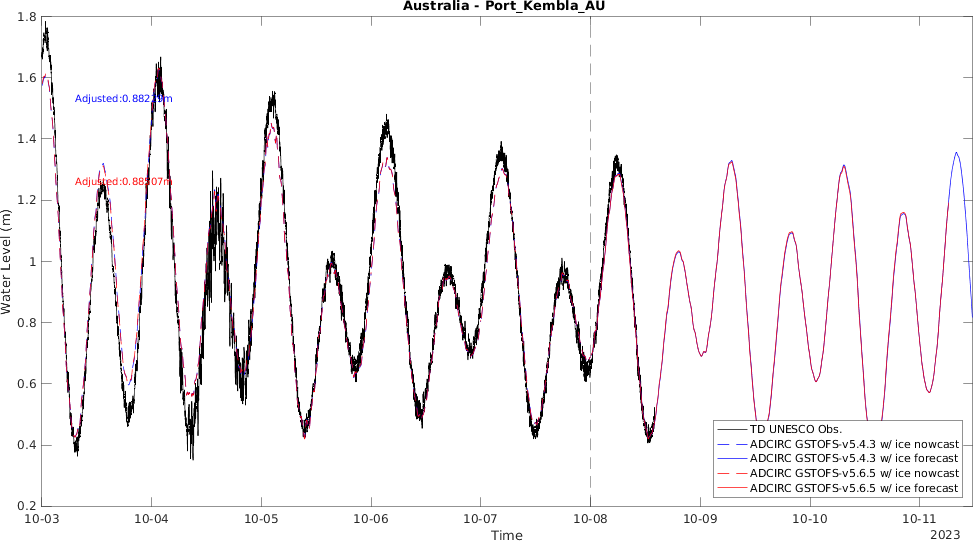 Australia - Port_Kembla_AU
1.8
1.6
1.4
1.2
1
0.8
0.6
0.4
0.2
Water Level (m)
TD UNESCO Obs.
ADCIRC GSTOFS-v5.4.3 w/ ice nowcast
ADCIRC GSTOFS-v5.4.3 w/ ice forecast
ADCIRC GSTOFS-v5.6.5 w/ ice nowcast
ADCIRC GSTOFS-v5.6.5 w/ ice forecast
10-03 10-04 10-05 10-06 10-07 10-08 10-09 10-10 10-11
Time
2023